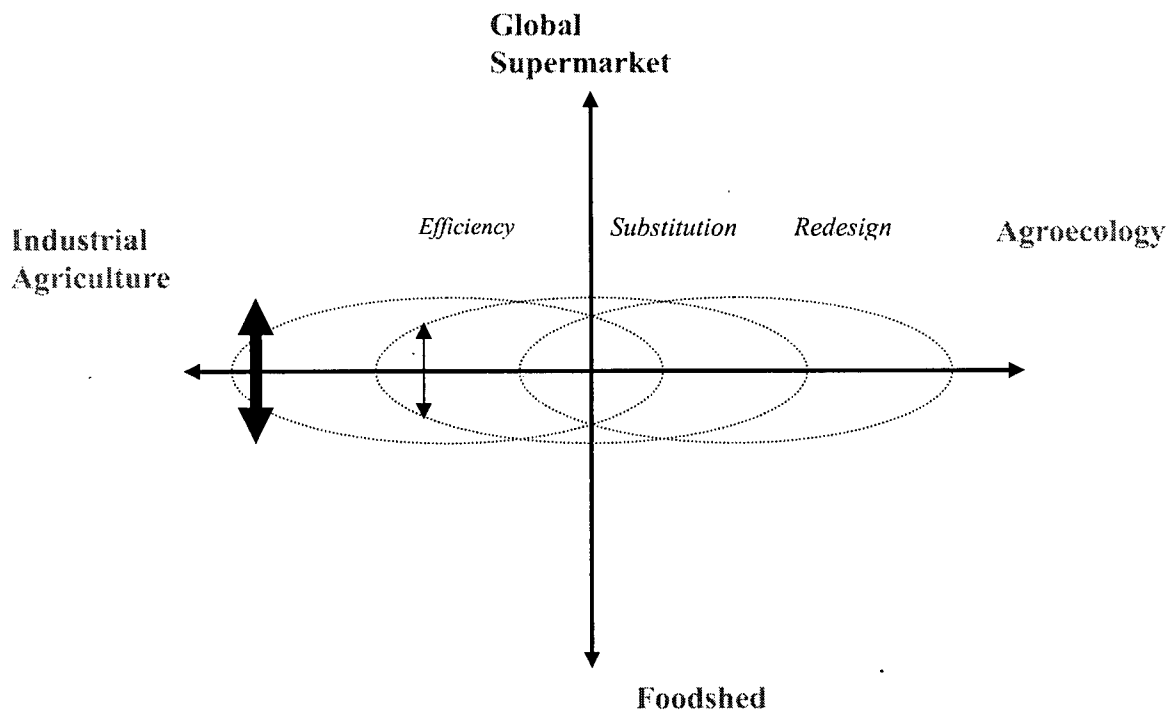 Global
Supermarket
Efficiency
Substitution
Redesign
Industrial
Agriculture
Agroecology
Foodshed